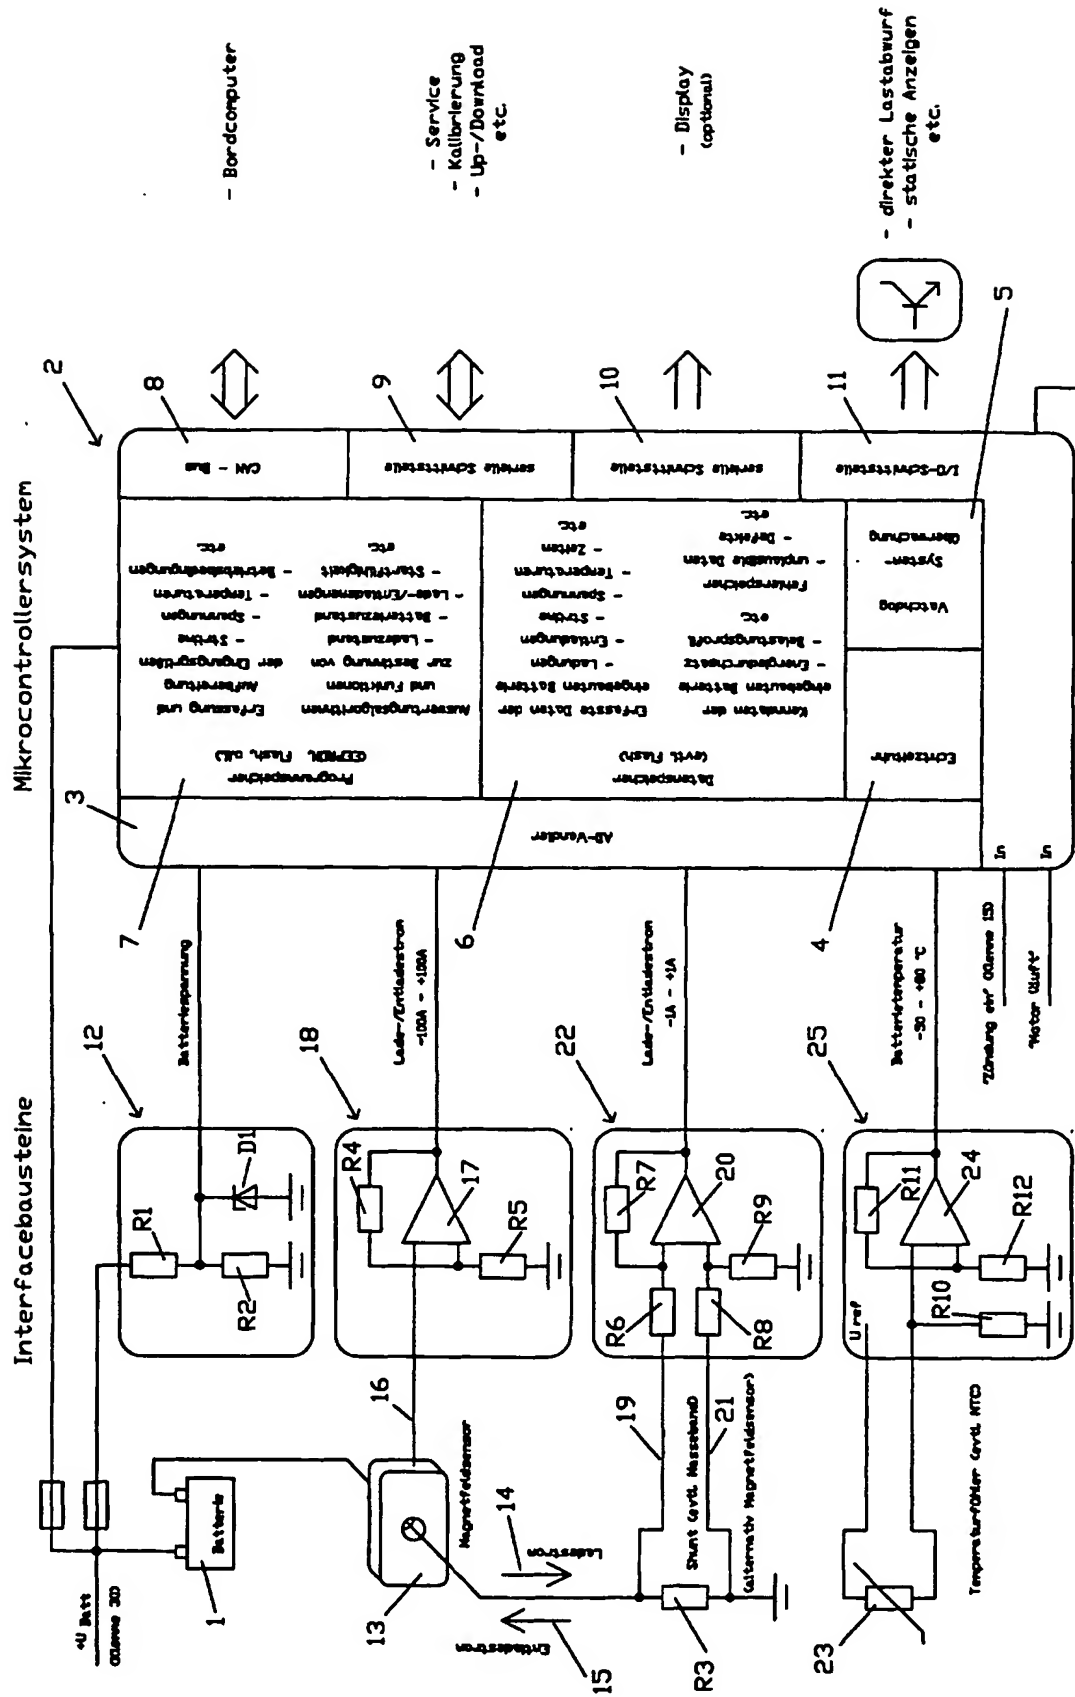 Interfacebausteine
Mikrocontrollersystem
+U Batt
(Klemme 30)
1
Batterie
R1
R2
D1
12
Batteriespannung
13
Magnetfeldsensor
16
R4
17
R5
18
Lade-/Entladestrom
-100A - +100A
14
Ladestrom
Entladestrom
15
R3
Shunt (evtl. Masseband)
(alternativ Magnetfeldsensor)
19
21
R6
R7
R8
R9
20
22
Lade-/Entladestrom
-1A - +1A
23
Temperaturfühler (evtl. NTC)
U ref
R10
R11
R12
24
25
Batterietemperatur
-30 - +80 °C
"Zündung ein" (Klemme 15)
In
"Motor läuft"
In
2
3
AD-Wandler
7
Programmspeicher
(EEPROM, Flash o.ä.)
Erfassung und
Aufbereitung
der Eingangsgrößen
- Ströme
- Spannungen
- Temperaturen
- Betriebsbedingungen
etc.
Auswertungsalgorithmen
und Funktionen
zur Bestimmung von
- Ladezustand
- Batteriezustand
- Lade-/Entlademengen
- Startfähigkeit
etc.
6
Datenspeicher
(evtl. Flash)
Erfasste Daten der
eingebauten Batterie
- Ladungen
- Entladungen
- Ströme
- Spannungen
- Temperaturen
- Zeiten
etc.
Kenndaten der
eingebauten Batterie
- Energiedurchsatz
- Belastungsprofil
etc.
Fehlerspeicher
- unplausible Daten
- Defekte
etc.
4
Echtzeituhr
Watchdog
System-
Überwachung
5
8
CAN - Bus
9
serielle Schnittstelle
10
serielle Schnittstelle
11
I/O-Schnittstelle
- Bordcomputer
- Service
- Kalibrierung
- Up-/Download
etc.
- Display
(optional)
- direkter Lastabwurf
- statische Anzeigen
etc.